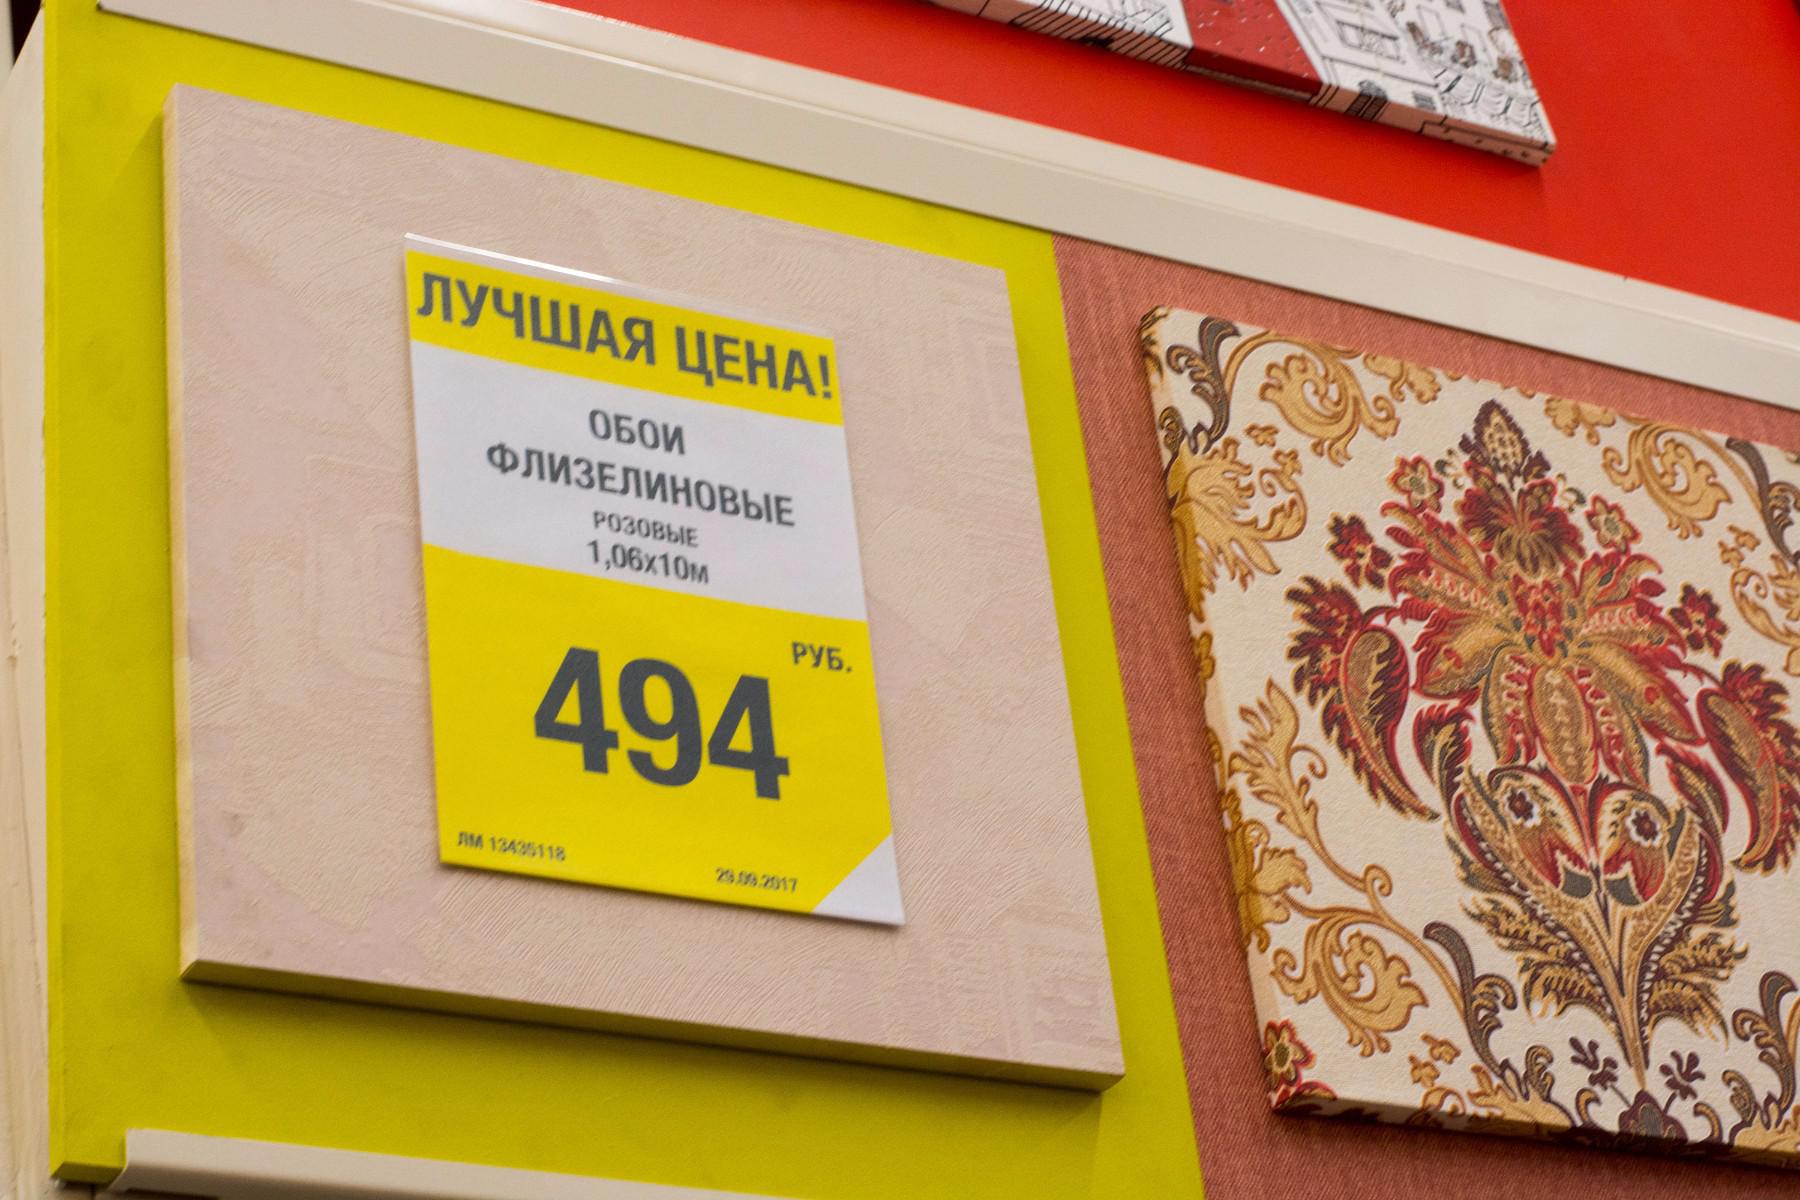 ЛУЧШАЯ ЦЕНА!
ОБОИ
ФЛИЗЕЛИНОВЫЕ
РОЗОВЫЕ
1,06х10м
РУБ.
494
ЛМ 13435118
29.09.2017